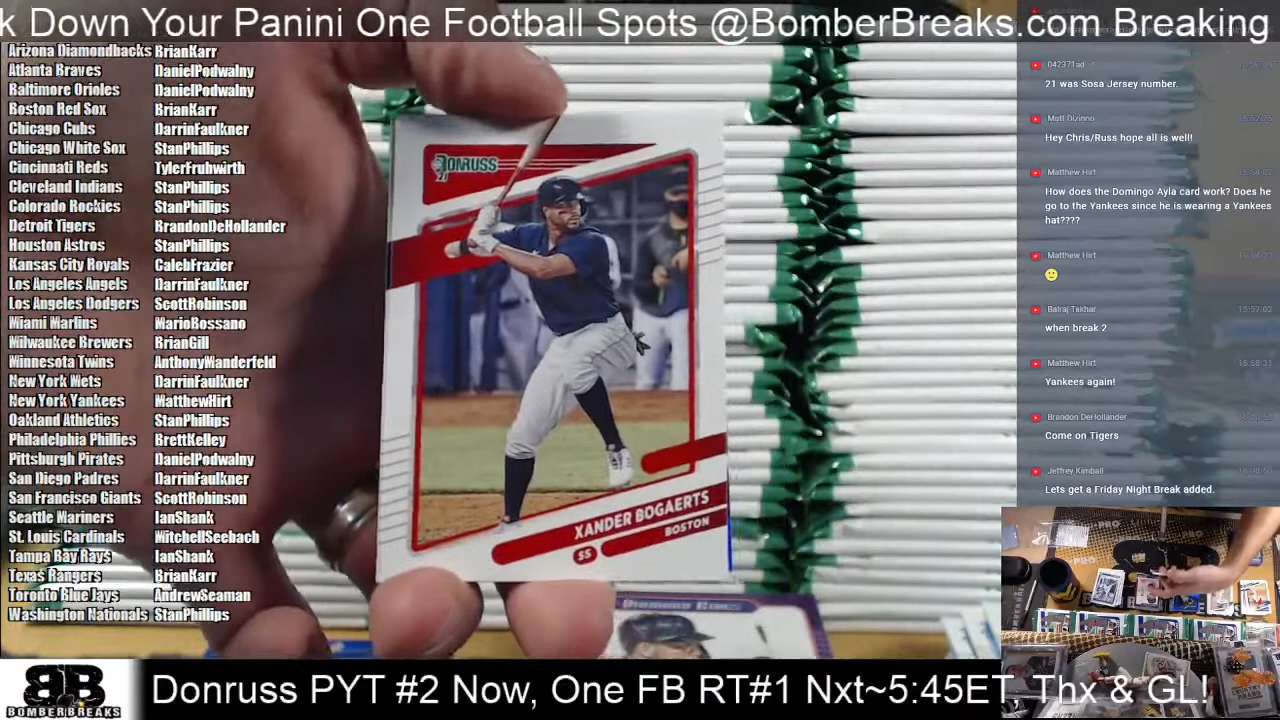 k Down Your Panini One Football Spots @BomberBreaks.com Breaking
Arizona Diamondbacks BrianKarr
Atlanta Braves DanielPodwalny
Baltimore Orioles DanielPodwalny
Boston Red Sox BrianKarr
Chicago Cubs DarrinFaulkner
Chicago White Sox StanPhillips
Cincinnati Reds TylerFruhwirth
Cleveland Indians StanPhillips
Colorado Rockies StanPhillips
Detroit Tigers BrandonDeHollander
Houston Astros StanPhillips
Kansas City Royals CalebFrazier
Los Angeles Angels DarrinFaulkner
Los Angeles Dodgers ScottRobinson
Miami Marlins MarioRossano
Milwaukee Brewers BrianGill
Minnesota Twins AnthonyWanderfeld
New York Mets DarrinFaulkner
New York Yankees MatthewHirt
Oakland Athletics StanPhillips
Philadelphia Phillies BrettKelley
Pittsburgh Pirates DanielPodwalny
San Diego Padres DarrinFaulkner
San Francisco Giants ScottRobinson
Seattle Mariners IanShank
St. Louis Cardinals MitchellSeebach
Tampa Bay Rays IanShank
Texas Rangers BrianKarr
Toronto Blue Jays AndrewSeaman
Washington Nationals StanPhillips
DONRUSS
XANDER BOGAERTS
SS BOSTON
042371ad
21 was Sosa Jersey number.
Matt Dizinno
Hey Chris/Russ hope all is well!
Matthew Hirt
How does the Domingo Ayla card work? Does he
go to the Yankees since he is wearing a Yankees
hat????
Matthew Hirt
Balraj Takhar
when break 2
Matthew Hirt
Yankees again!
Brandon DeHollander
Come on Tigers
Jeffrey Kimball
Lets get a Friday Night Break added.
BB
BOMBERBREAKS
Donruss PYT #2 Now, One FB RT#1 Nxt~5:45ET. Thx & GL!